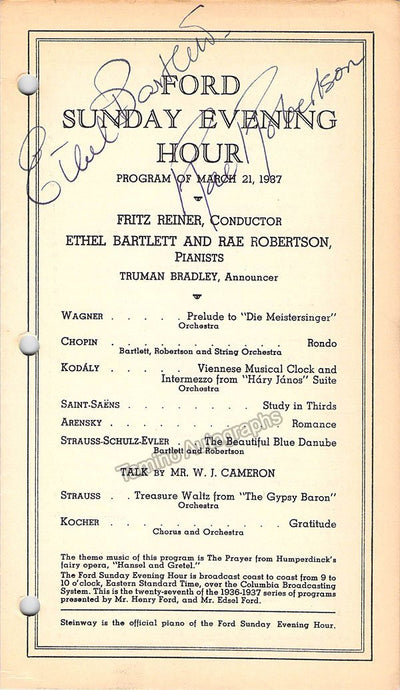 Ethel Bartlett.
Rae Robertson
FORD
SUNDAY EVENING
HOUR
PROGRAM OF MARCH 21, 1937
FRITZ REINER, CONDUCTOR
ETHEL BARTLETT AND RAE ROBERTSON,
PIANISTS
TRUMAN BRADLEY, Announcer
WAGNER . . . . . Prelude to "Die Meistersinger"
Orchestra
CHOPIN . . . . . . . . . . . Rondo
Bartlett, Robertson and String Orchestra
KODÁLY . . . . Viennese Musical Clock and
Intermezzo from "Háry János" Suite
Orchestra
SAINT-SAËNS . . . . . . . Study in Thirds
ARENSKY . . . . . . . . . Romance
STRAUSS-SCHULZ-EVLER . . The Beautiful Blue Danube
Bartlett and Robertson
TALK BY MR. W. J. CAMERON
STRAUSS . . Treasure Waltz from "The Gypsy Baron"
Orchestra
KOCHER . . . . . . . . . . Gratitude
Chorus and Orchestra
The theme music of this program is The Prayer from Humperdinck's
fairy opera, "Hansel and Gretel."
The Ford Sunday Evening Hour is broadcast coast to coast from 9 to
10 o'clock, Eastern Standard Time, over the Columbia Broadcasting
System. This is the twenty-seventh of the 1936-1937 series of programs
presented by Mr. Henry Ford, and Mr. Edsel Ford.
Steinway is the official piano of the Ford Sunday Evening Hour.
Tamino Autographs